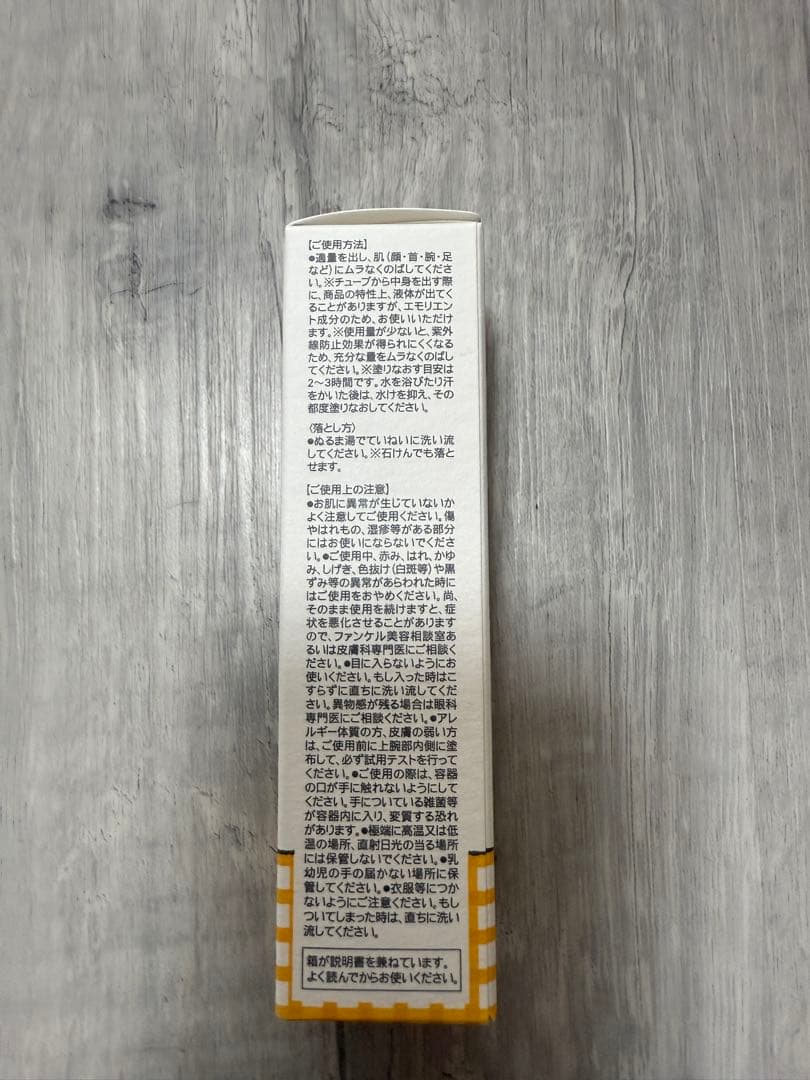 【ご使用方法】
●適量を出し、肌(顔・首・腕・足
など)にムラなくのばしてくださ
い。※チューブから中身を出す際
に、商品の特性上、液体が出てく
ることがありますが、エモリエン
ト成分のため、お使いいただけ
ます。※使用量が少ないと、紫外
線防止効果が得られにくくなる
ため、充分な量をムラなくのばし
てください。※塗りなおす目安は
2〜3時間です。水を浴びたり汗
をかいた後は、水けを抑え、その
都度塗りなおしてください。
〈落とし方〉
●ぬるま湯でていねいに洗い流
してください。※石けんでも落と
せます。
【ご使用上の注意】
●お肌に異常が生じていないか
よく注意してご使用ください。傷
やはれもの、湿疹等がある部分
にはお使いにならないでくださ
い。●ご使用中、赤み、はれ、かゆ
み、しげき、色抜け(白斑等)や黒
ずみ等の異常があらわれた時に
はご使用をおやめください。尚、
そのまま使用を続けますと、症
状を悪化させることがあります
ので、ファンケル美容相談室あ
るいは皮膚科専門医にご相談く
ださい。●目に入らないようにお
使いください。もし入った時はこ
すらずに直ちに洗い流してくだ
さい。異物感が残る場合は眼科
専門医にご相談ください。●アレ
ルギー体質の方、皮膚の弱い方
は、ご使用前に上腕部内側に塗
布して、必ず試用テストを行って
ください。●ご使用の際は、容器
の口が手に触れないようにして
ください。手についている雑菌等
が容器内に入り、変質する恐れ
があります。●極端に高温又は低
温の場所、直射日光の当る場所
には保管しないでください。●乳
幼児の手の届かない場所に保
管してください。●衣服等につか
ないようにご注意ください。もし
ついてしまった時は、直ちに洗い
流してください。
箱が説明書を兼ねています。
よく読んでからお使いください。